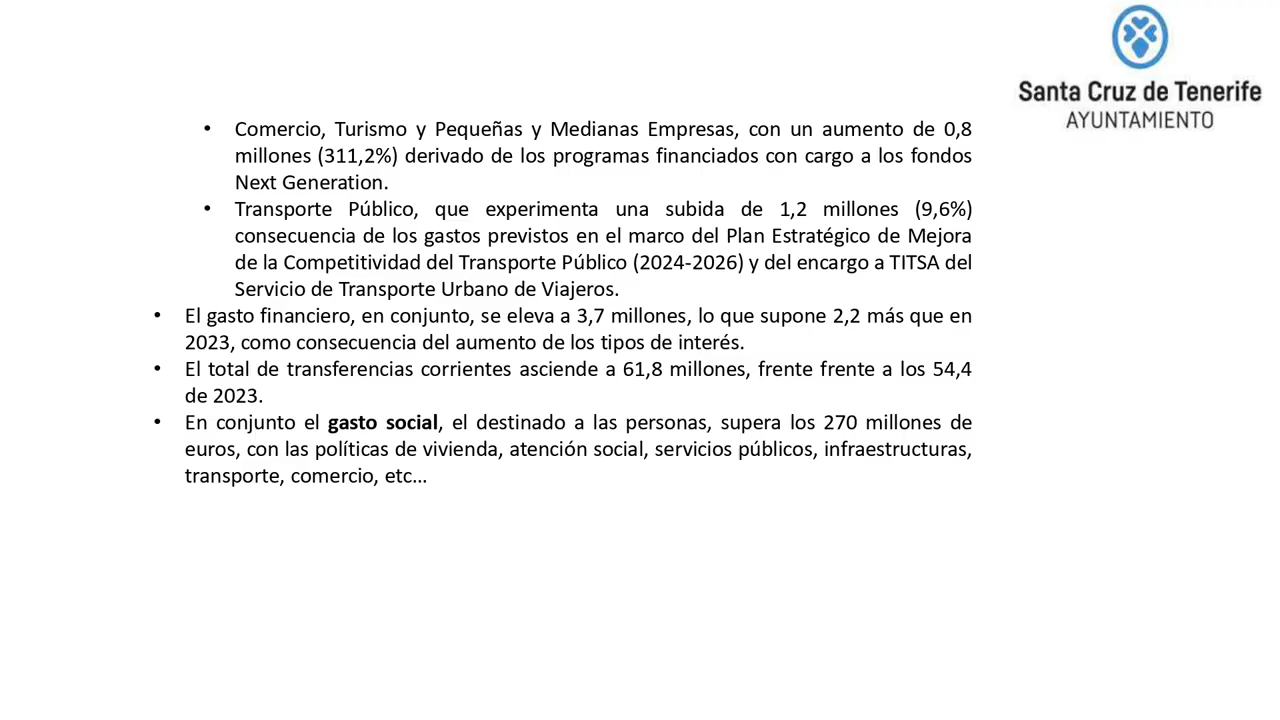 Santa Cruz de Tenerife
AYUNTAMIENTO
• Comercio, Turismo y Pequeñas y Medianas Empresas, con un aumento de 0,8
millones (311,2%) derivado de los programas financiados con cargo a los fondos
Next Generation.
• Transporte Público, que experimenta una subida de 1,2 millones (9,6%)
consecuencia de los gastos previstos en el marco del Plan Estratégico de Mejora
de la Competitividad del Transporte Público (2024-2026) y del encargo a TITSA del
Servicio de Transporte Urbano de Viajeros.
• El gasto financiero, en conjunto, se eleva a 3,7 millones, lo que supone 2,2 más que en
2023, como consecuencia del aumento de los tipos de interés.
• El total de transferencias corrientes asciende a 61,8 millones, frente frente a los 54,4
de 2023.
• En conjunto el gasto social, el destinado a las personas, supera los 270 millones de
euros, con las políticas de vivienda, atención social, servicios públicos, infraestructuras,
transporte, comercio, etc…